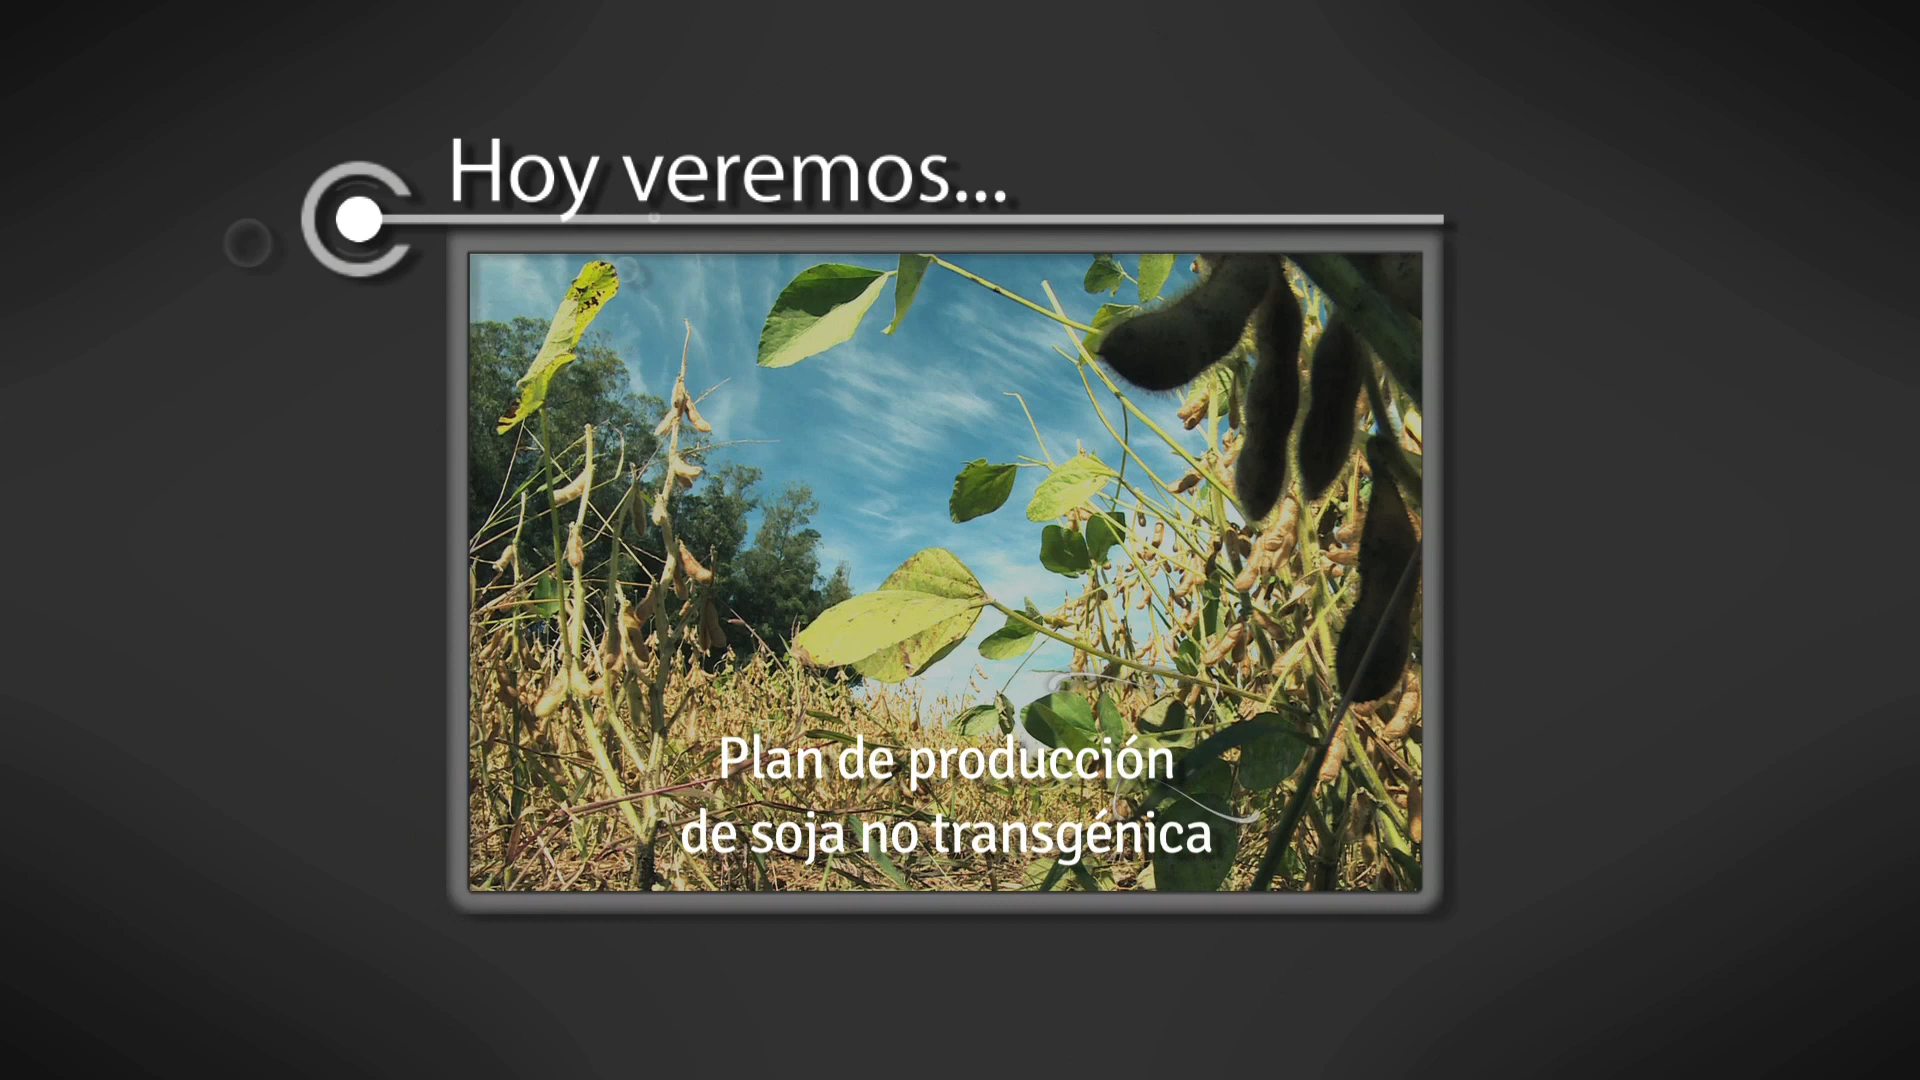 Hoy veremos...
Plan de producción
de soja no transgénica